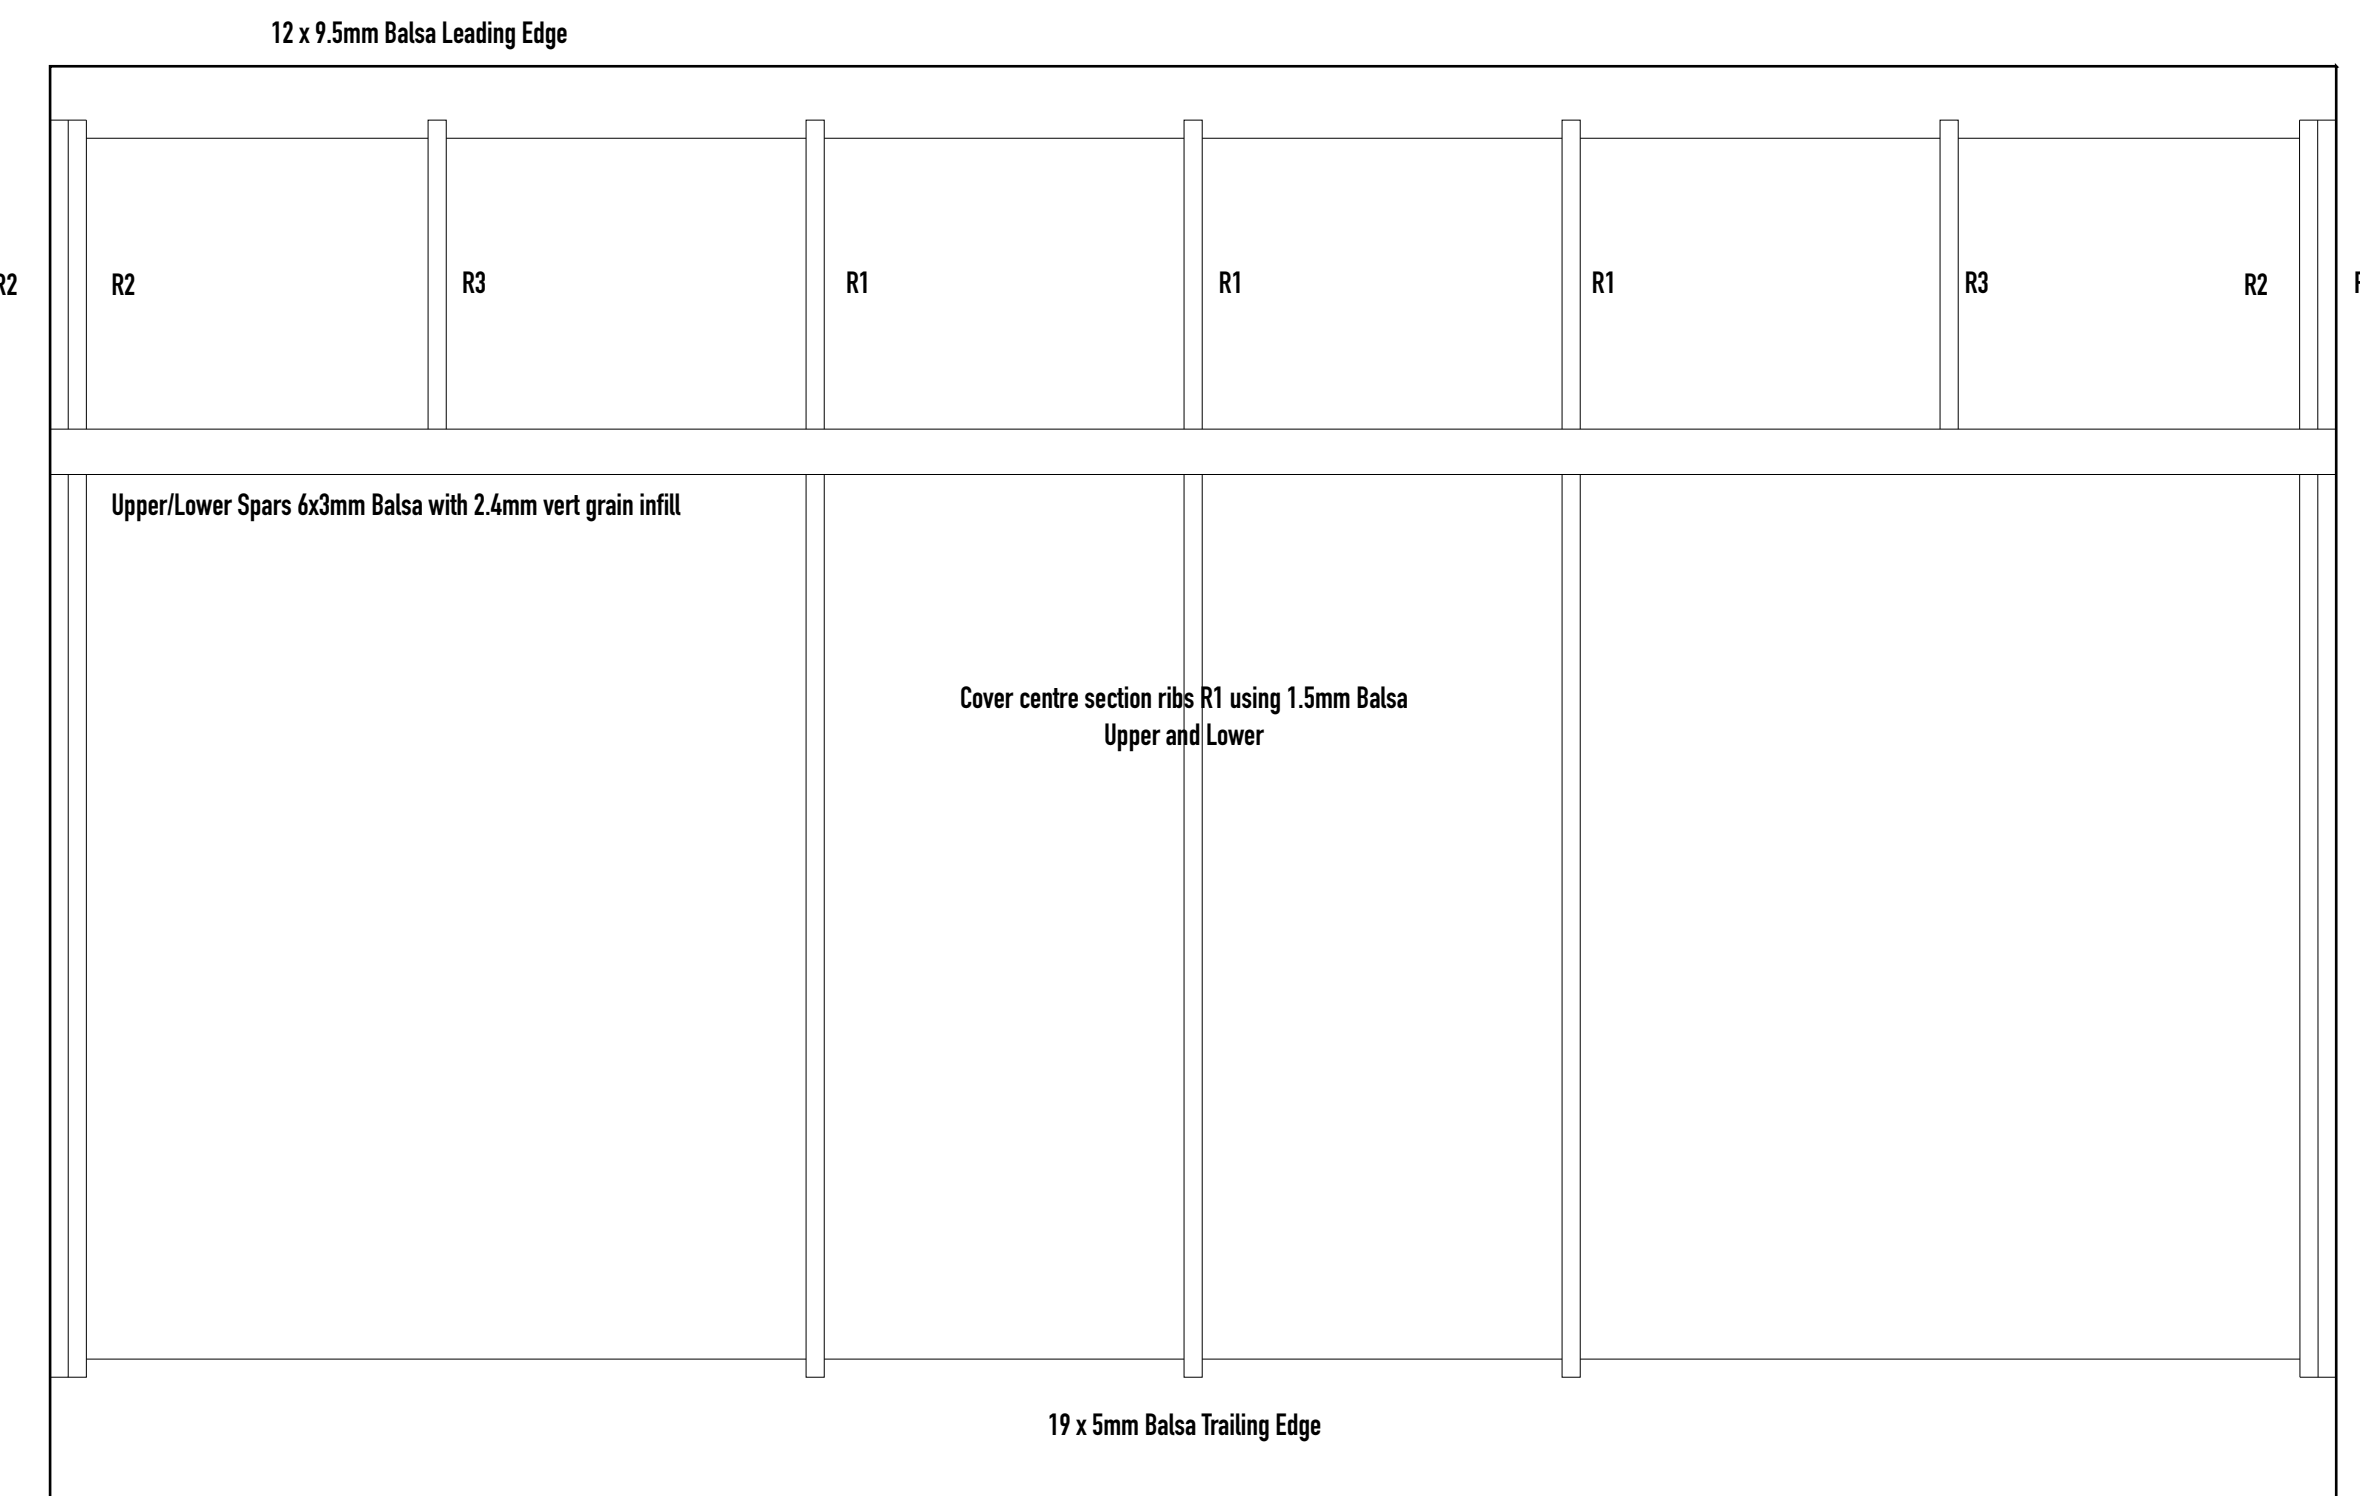 12 x 9.5mm Balsa Leading Edge
R2
R2
R3
R1
R1
R1
R3
R2
Upper/Lower Spars 6x3mm Balsa with 2.4mm vert grain infill
Cover centre section ribs R1 using 1.5mm Balsa
Upper and Lower
19 x 5mm Balsa Trailing Edge